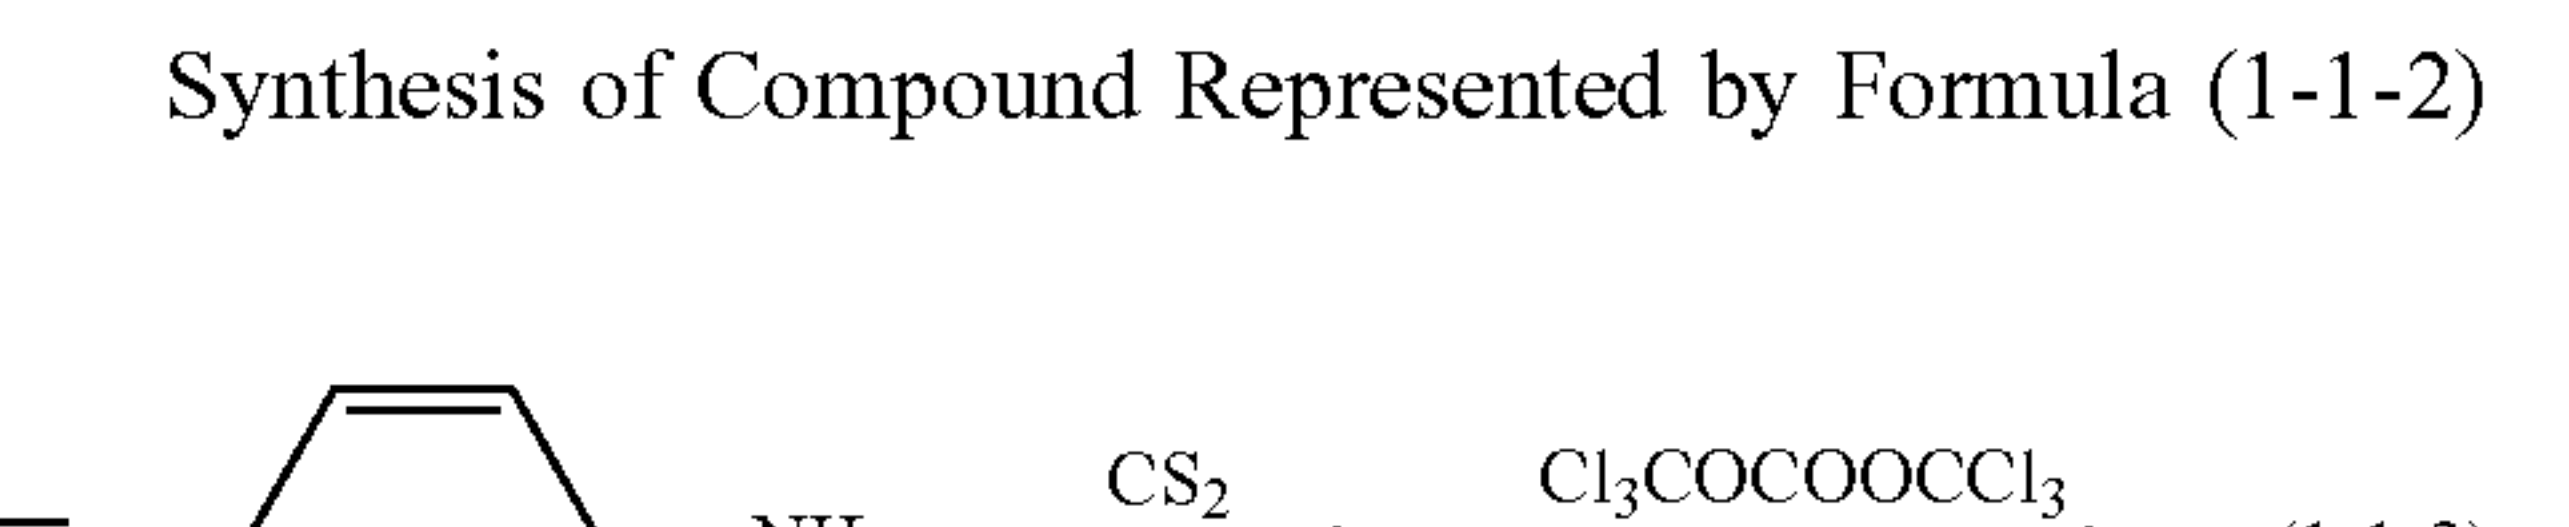 Synthesis of Compound Represented by Formula (1-1-2)
CS₂ Cl₃COCOOCCl₃